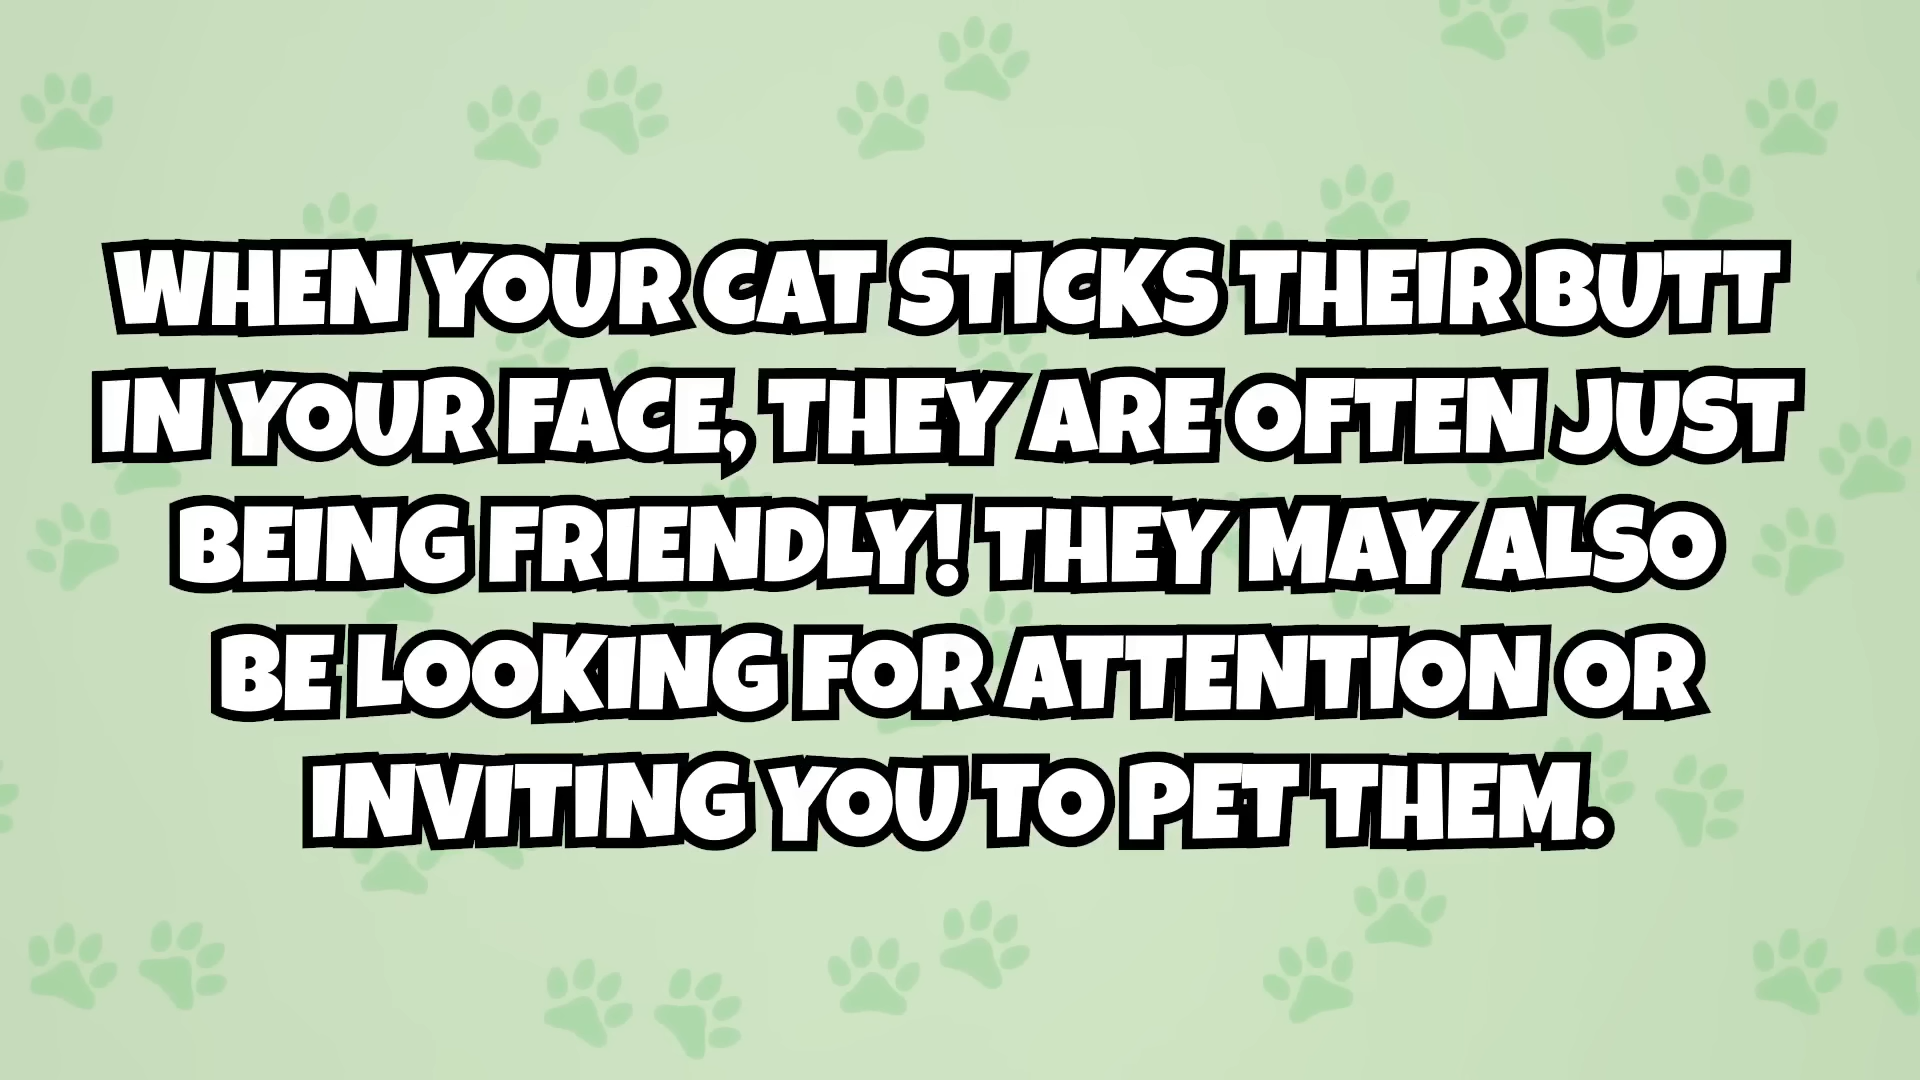 WHEN YOUR CAT STICKS THEIR BUTT
IN YOUR FACE, THEY ARE OFTEN JUST
BEING FRIENDLY! THEY MAY ALSO
BE LOOKING FOR ATTENTION OR
INVITING YOU TO PET THEM.